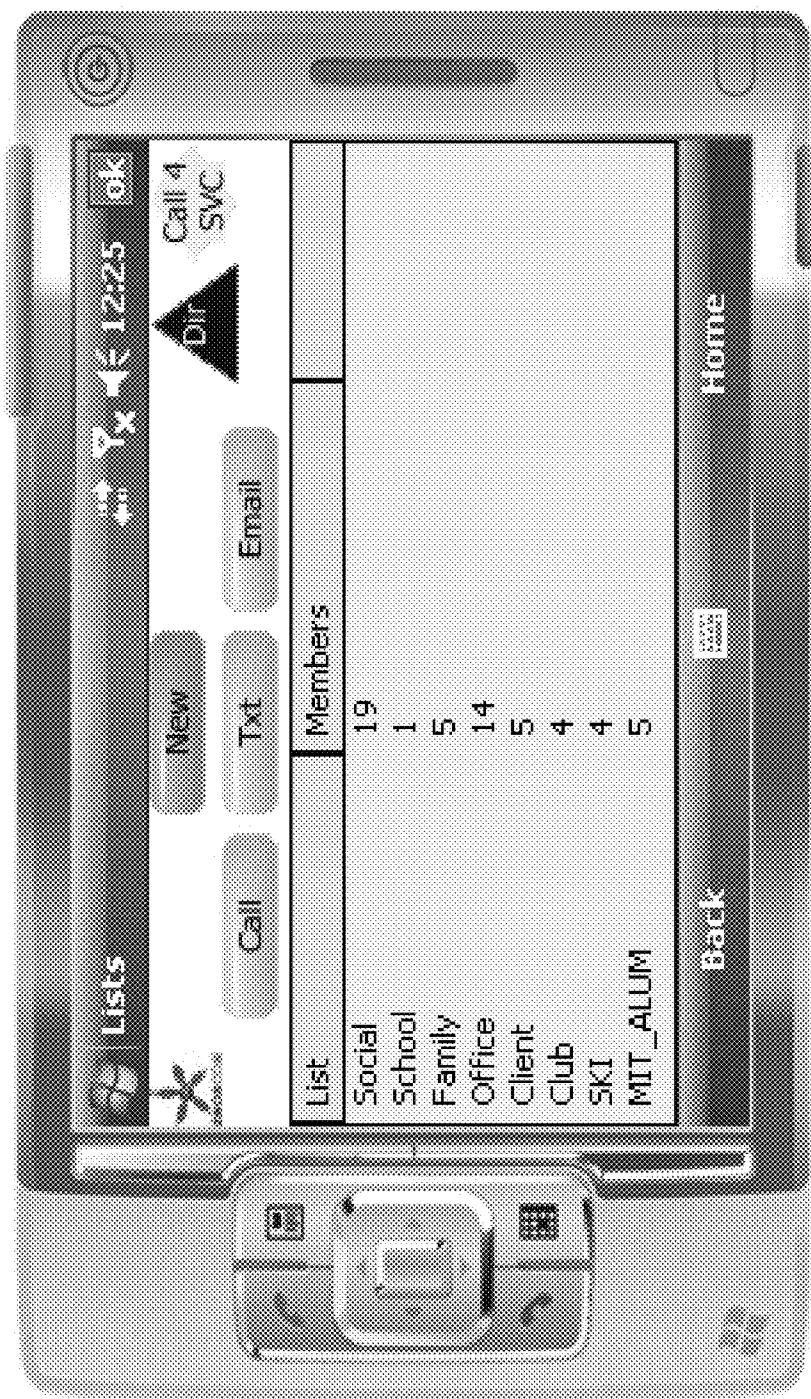 Lists 12:25 ok
New
Call 4
SVC
Dir
Call Txt Email
List Members
Social 19
School 1
Family 5
Office 14
Client 5
Club 4
SKI 4
MIT_ALUM 5
Back Home